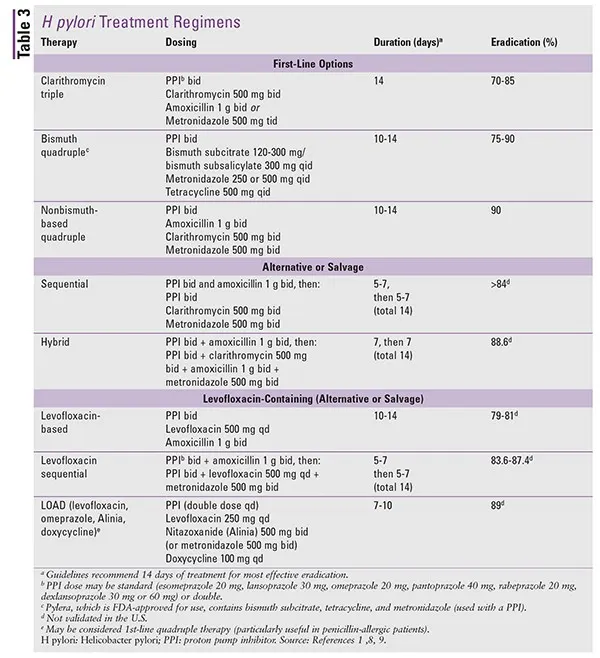 Table 3
H pylori Treatment Regimens
Therapy Dosing Duration (days)a Eradication (%)
First-Line Options
Clarithromycin PPIb bid 14 70-85
triple Clarithromycin 500 mg bid
Amoxicillin 1 g bid or
Metronidazole 500 mg tid
Bismuth PPI bid 10-14 75-90
quadruplec Bismuth subcitrate 120-300 mg/
bismuth subsalicylate 300 mg qid
Metronidazole 250 or 500 mg qid
Tetracycline 500 mg qid
Nonbismuth- PPI bid 10-14 90
based Amoxicillin 1 g bid
quadruple Clarithromycin 500 mg bid
Metronidazole 500 mg bid
Alternative or Salvage
Sequential PPI bid and amoxicillin 1 g bid, then: 5-7, >84d
PPI bid then 5-7
Clarithromycin 500 mg bid (total 14)
Metronidazole 500 mg bid
Hybrid PPI bid + amoxicillin 1 g bid, then: 7, then 7 88.6d
PPI bid + clarithromycin 500 mg (total 14)
bid + amoxicillin 1 g bid +
metronidazole 500 mg bid
Levofloxacin-Containing (Alternative or Salvage)
Levofloxacin- PPI bid 10-14 79-81d
based Levofloxacin 500 mg qd
Amoxicillin 1 g bid
Levofloxacin PPIb bid + amoxicillin 1 g bid, then: 5-7 83.6-87.4d
sequential PPI bid + levofloxacin 500 mg qd + then 5-7
metronidazole 500 mg bid (total 14)
LOAD (levofloxacin, PPI (double dose qd) 7-10 89d
omeprazole, Alinia, Levofloxacin 250 mg qd
doxycycline)e Nitazoxanide (Alinia) 500 mg bid
(or metronidazole 500 mg bid)
Doxycycline 100 mg qd
a Guidelines recommend 14 days of treatment for most effective eradication.
b PPI dose may be standard (esomeprazole 20 mg, lansoprazole 30 mg, omeprazole 20 mg, pantoprazole 40 mg, rabeprazole 20 mg,
dexlansoprazole 30 mg or 60 mg) or double.
c Pylera, which is FDA-approved for use, contains bismuth subcitrate, tetracycline, and metronidazole (used with a PPI).
d Not validated in the U.S.
e May be considered 1st-line quadruple therapy (particularly useful in penicillin-allergic patients).
H pylori: Helicobacter pylori; PPI: proton pump inhibitor. Source: References 1 ,8, 9.